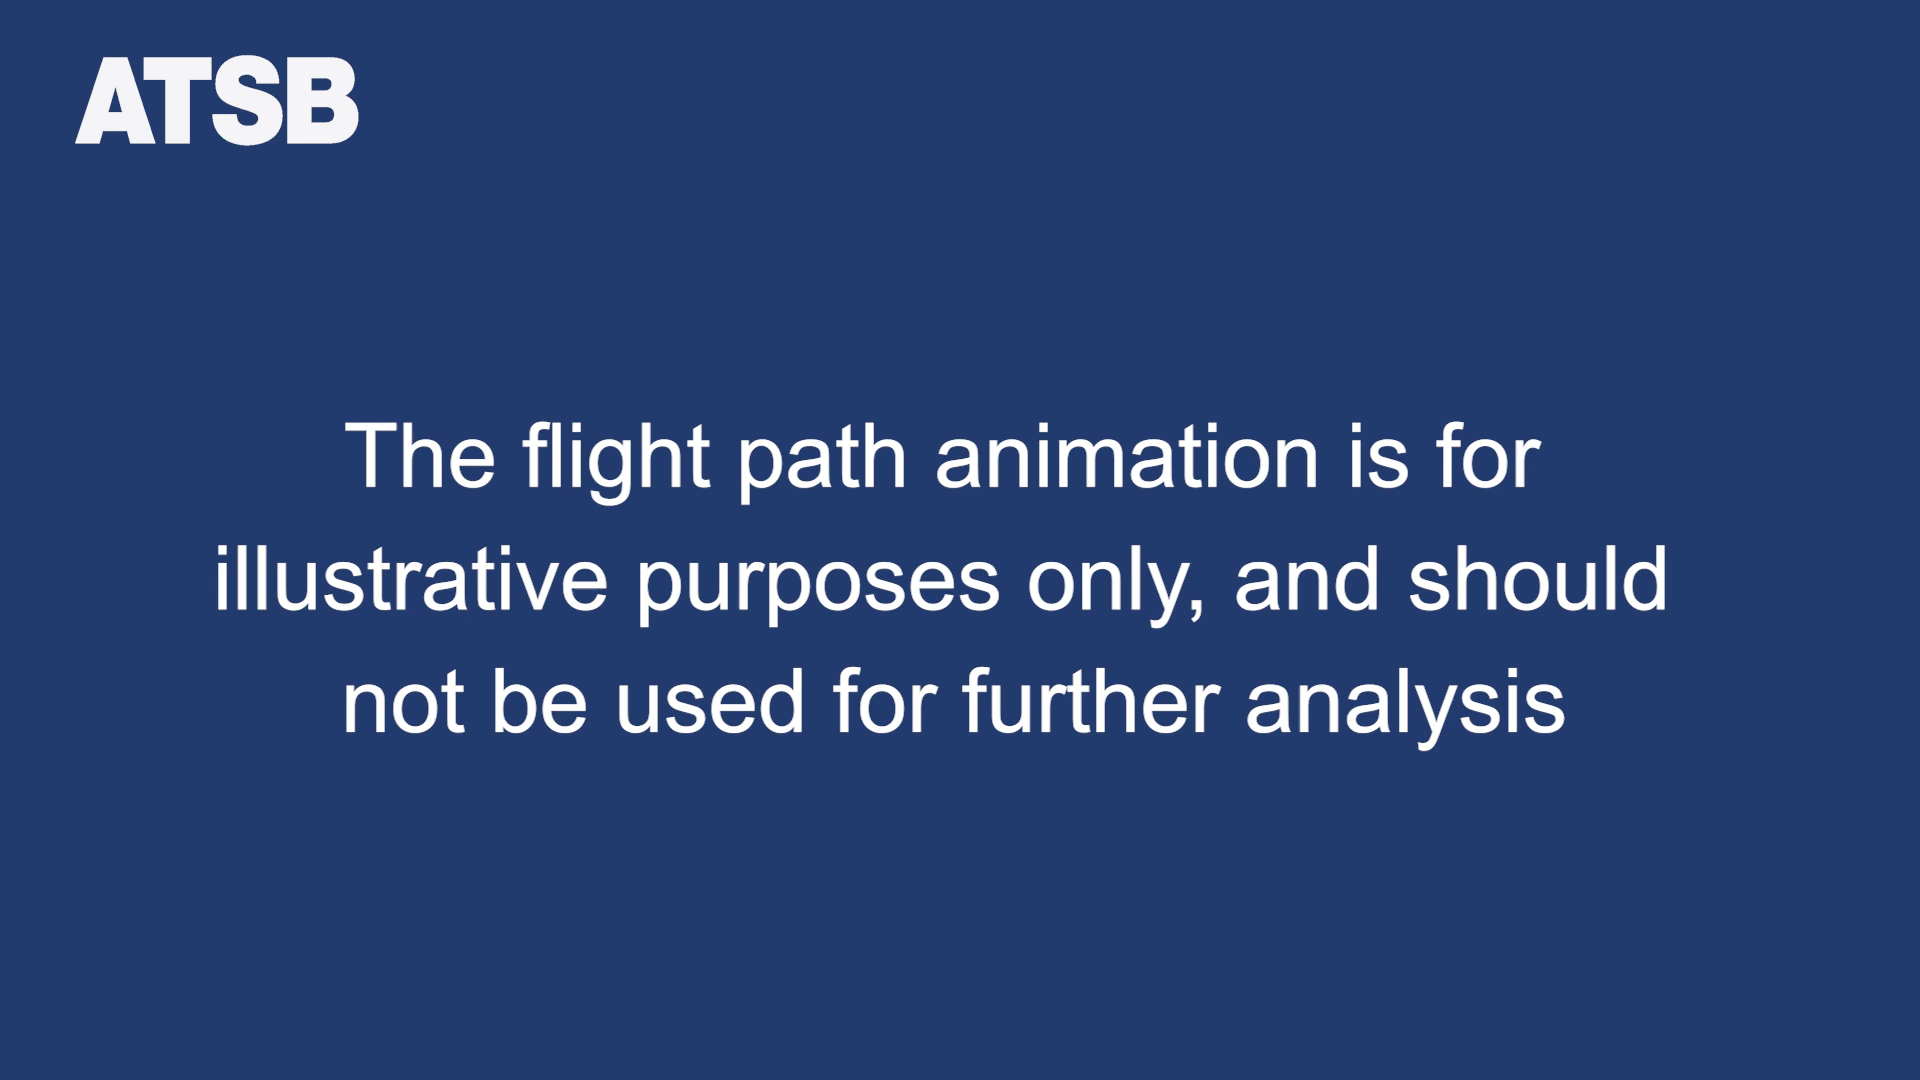 ATSB
The flight path animation is for
illustrative purposes only, and should
not be used for further analysis